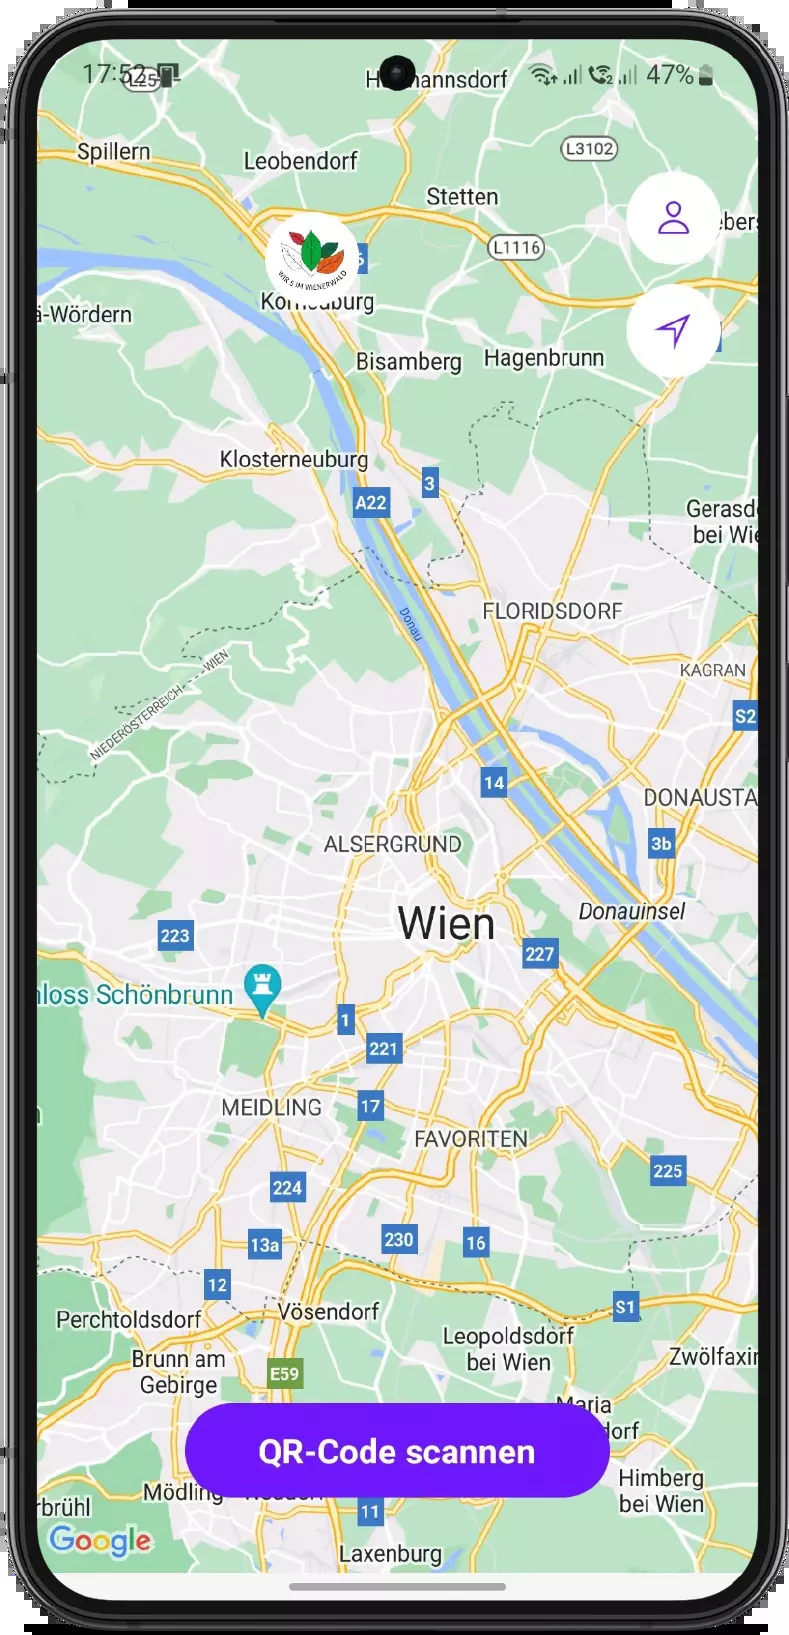 17:52
L25
47%
mannsdorf
L3102
Spillern
Leobendorf
Stetten
L1116
WIR 5 IM WIENERWALD
Korneuburg
ä-Wördern
Bisamberg
Hagenbrunn
Klosterneuburg
3
A22
Gerasd
bei Wie
Donau
FLORIDSDORF
NIEDERÖSTERREICH
WIEN
KAGRAN
S2
14
DONAUSTA
ALSERGRUND
3b
Wien
Donauinsel
223
227
hloss Schönbrunn
1
221
MEIDLING
17
FAVORITEN
225
224
13a
230
16
12
S1
Perchtoldsdorf
Vösendorf
Leopoldsdorf
bei Wien
Zwölfaxin
Brunn am
Gebirge
E59
Maria
dorf
QR-Code scannen
Himberg
bei Wien
rbrühl
Mödling
11
Google
Laxenburg